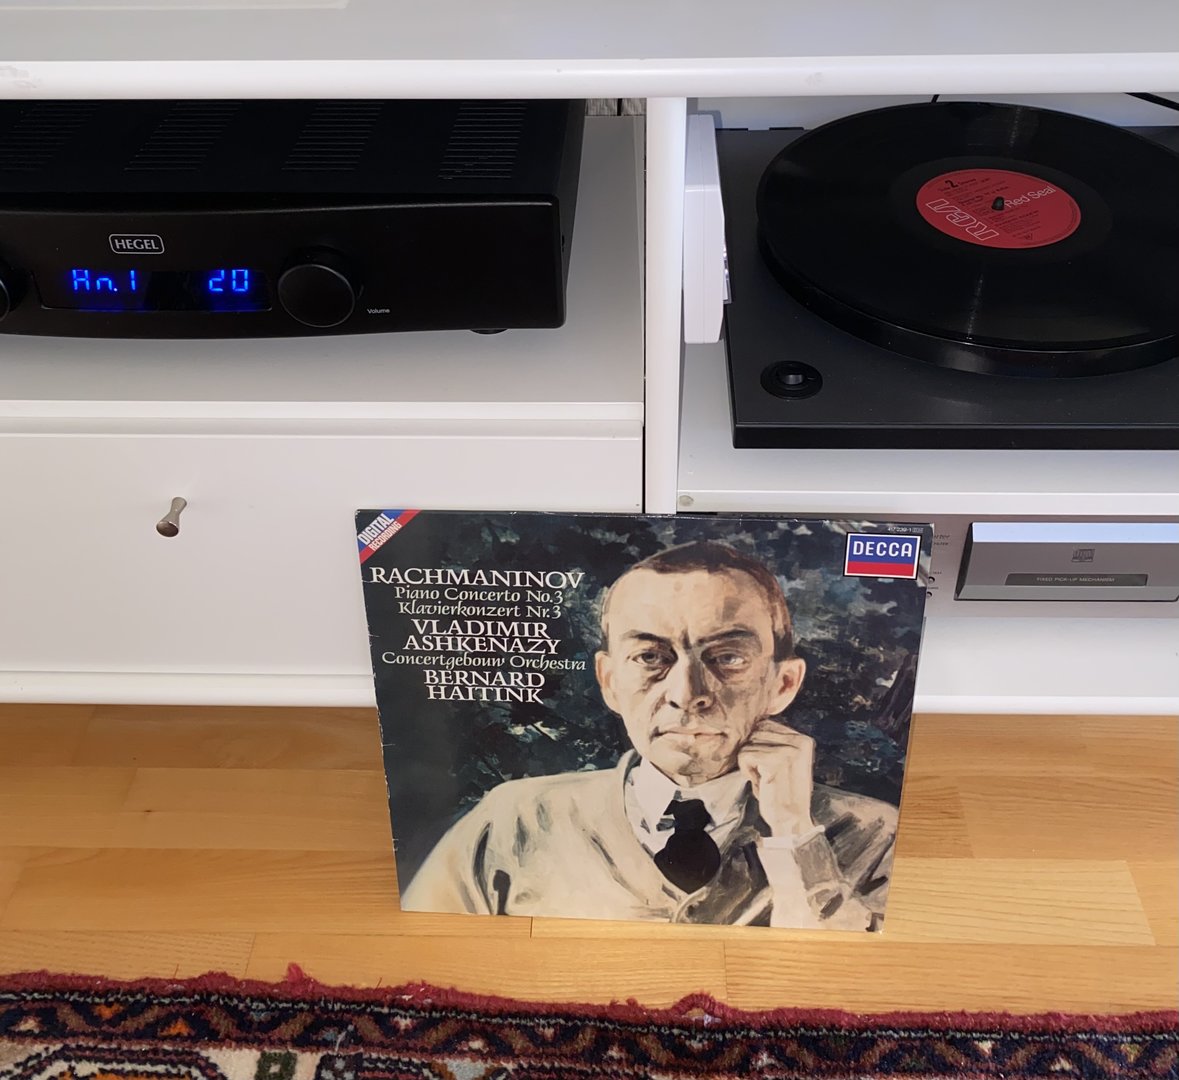 HEGEL
An.1 20
Volume
2
RCA Red Seal
DIGITAL
RECORDING
DECCA
RACHMANINOV
Piano Concerto No.3
Klavierkonzert Nr.3
VLADIMIR
ASHKENAZY
Concertgebouw Orchestra
BERNARD
HAITINK
FIXED PICK-UP MECHANISM